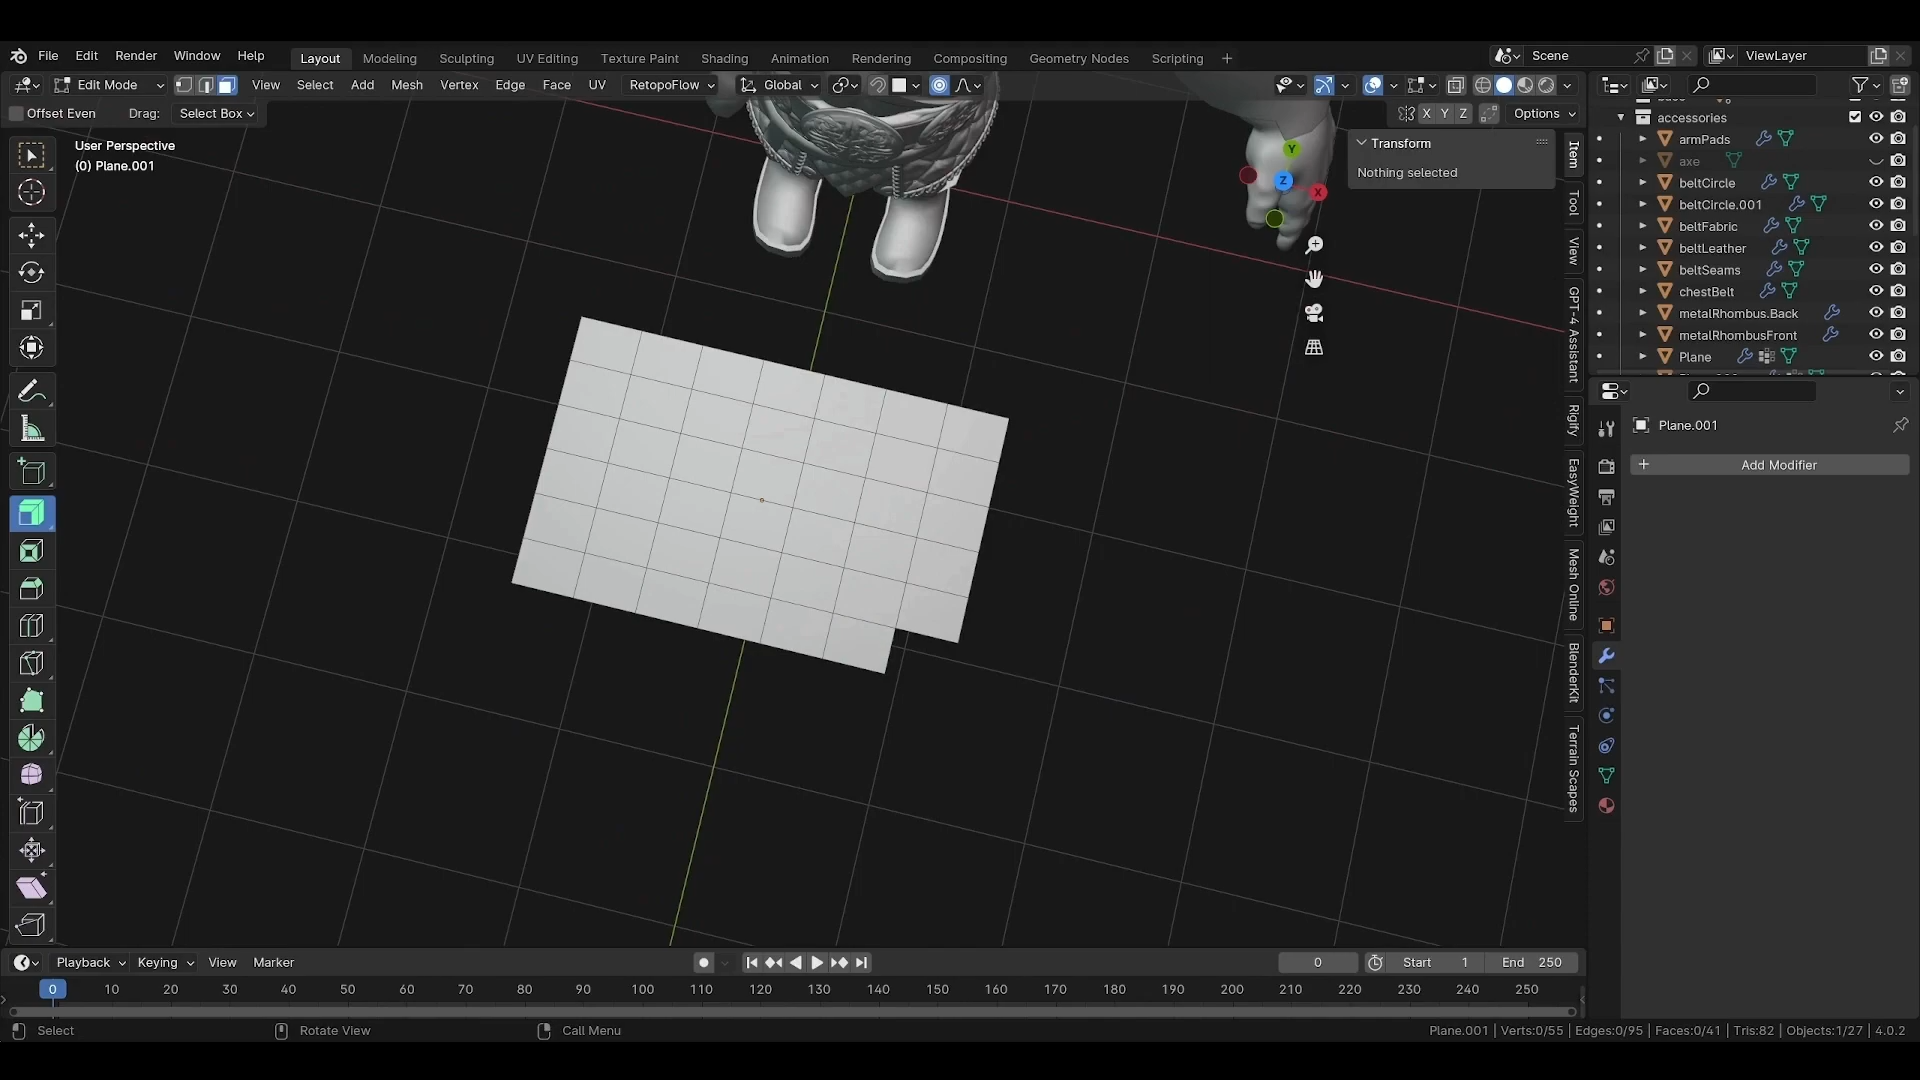 File Edit Render Window Help Layout Modeling Sculpting UV Editing Texture Paint Shading Animation Rendering Compositing Geometry Nodes Scripting + Scene ViewLayer
Edit Mode View Select Add Mesh Vertex Edge Face UV RetopoFlow Global
Offset Even Drag: Select Box X Y Z Options
User Perspective
(0) Plane.001
Transform
Nothing selected
Y
Z
X
Item
Tool
View
GPT-4 Assistant
Rigify
EasyWeight
Mesh Online
BlenderKit
Terrain Scapes
accessories
armPads
axe
beltCircle
beltCircle.001
beltFabric
beltLeather
beltSeams
chestBelt
metalRhombus.Back
metalRhombusFront
Plane
Plane.001
+ Add Modifier
Playback Keying View Marker 0 Start 1 End 250
0 10 20 30 40 50 60 70 80 90 100 110 120 130 140 150 160 170 180 190 200 210 220 230 240 250
Select Rotate View Call Menu Plane.001 | Verts:0/55 | Edges:0/95 | Faces:0/41 | Tris:82 | Objects:1/27 | 4.0.2